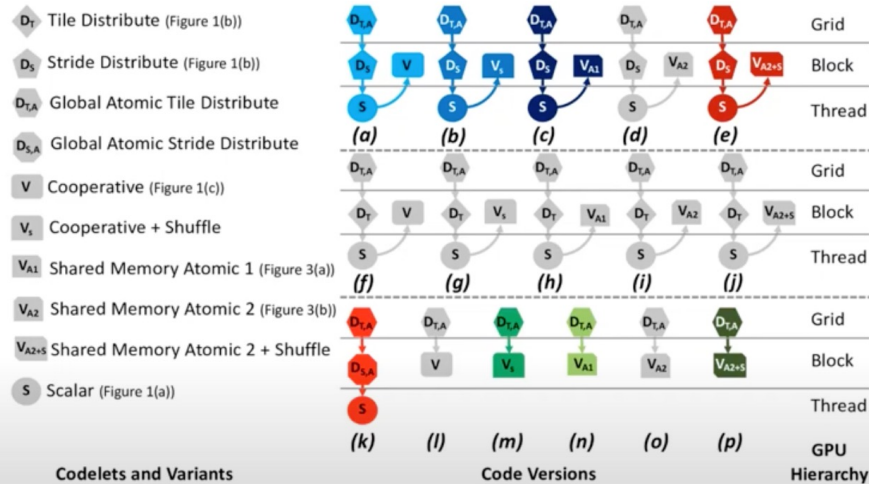 D_T Tile Distribute (Figure 1(b))
D_S Stride Distribute (Figure 1(b))
D_T,A Global Atomic Tile Distribute
D_S,A Global Atomic Stride Distribute
V Cooperative (Figure 1(c))
V_s Cooperative + Shuffle
V_A1 Shared Memory Atomic 1 (Figure 3(a))
V_A2 Shared Memory Atomic 2 (Figure 3(b))
V_A2+S Shared Memory Atomic 2 + Shuffle
S Scalar (Figure 1(a))
Codelets and Variants
D_T,A D_T,A D_T,A D_T,A D_T,A Grid
D_S V D_S V_s D_S V_A1 D_S V_A2 D_S V_A2+S Block
S S S S S Thread
(a) (b) (c) (d) (e)
D_T,A D_T,A D_T,A D_T,A D_T,A Grid
D_T V D_T V_s D_T V_A1 D_T V_A2 D_T V_A2+S Block
S S S S S Thread
(f) (g) (h) (i) (j)
D_T,A D_T,A D_T,A D_T,A D_T,A D_T,A Grid
D_S,A V V_s V_A1 V_A2 V_A2+S Block
S Thread
(k) (l) (m) (n) (o) (p)
Code Versions
GPU
Hierarchy